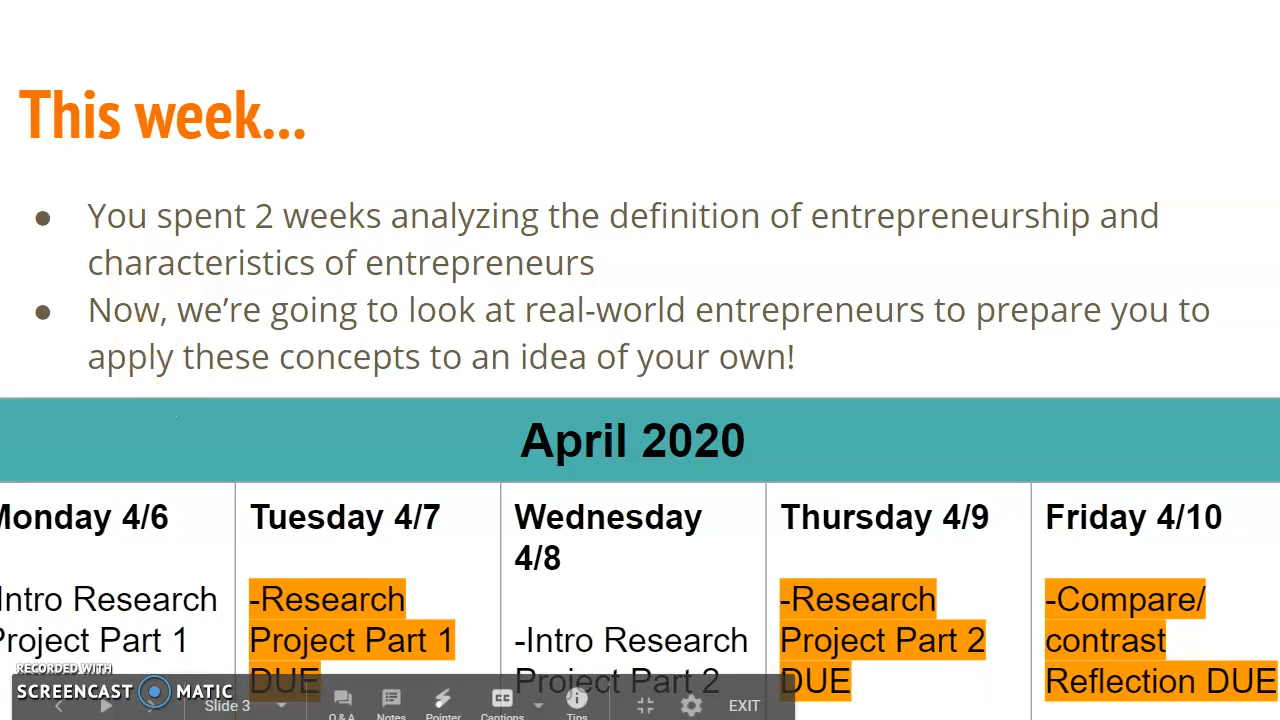 This week...
● You spent 2 weeks analyzing the definition of entrepreneurship and
characteristics of entrepreneurs
● Now, we're going to look at real-world entrepreneurs to prepare you to
apply these concepts to an idea of your own!
April 2020
Monday 4/6
Intro Research
Project Part 1
Tuesday 4/7
-Research
Project Part 1
DUE
Wednesday
4/8
-Intro Research
Project Part 2
Thursday 4/9
-Research
Project Part 2
DUE
Friday 4/10
-Compare/
contrast
Reflection DUE
RECORDED WITH
SCREENCAST MATIC
Slide 3
Q&A
Notes
Pointer
Captions
Tips
EXIT